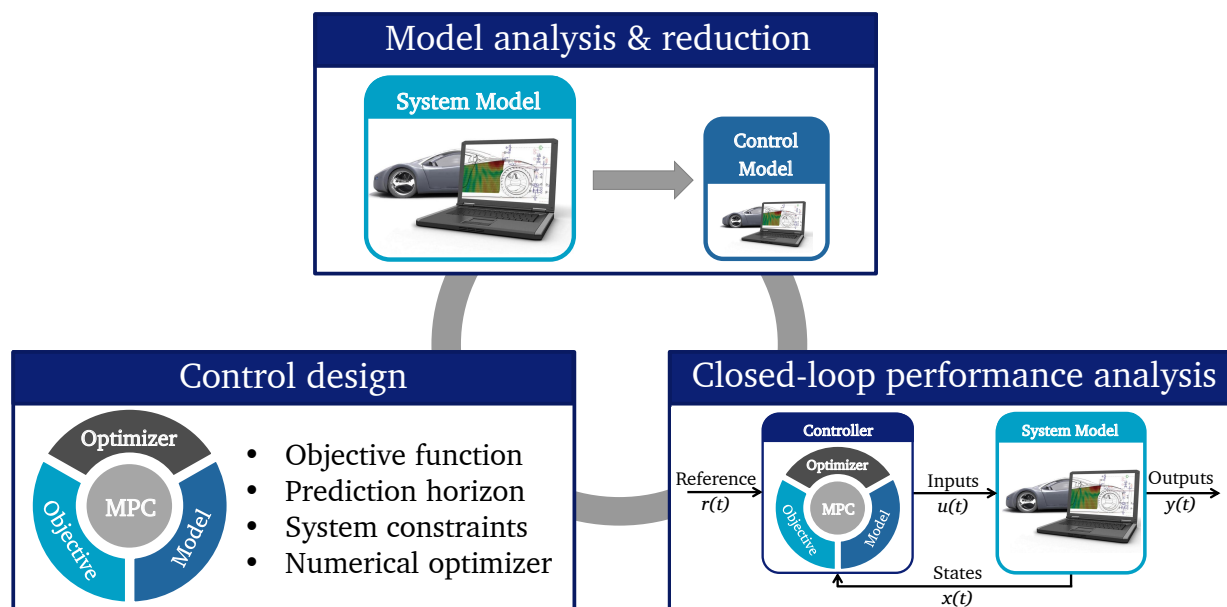 Model analysis & reduction
System Model
Control
Model
Control design
Optimizer
MPC
Objective
Model
• Objective function
• Prediction horizon
• System constraints
• Numerical optimizer
Closed-loop performance analysis
Reference
r(t)
Controller
Optimizer
MPC
Objective
Model
Inputs
u(t)
System Model
Outputs
y(t)
States
x(t)